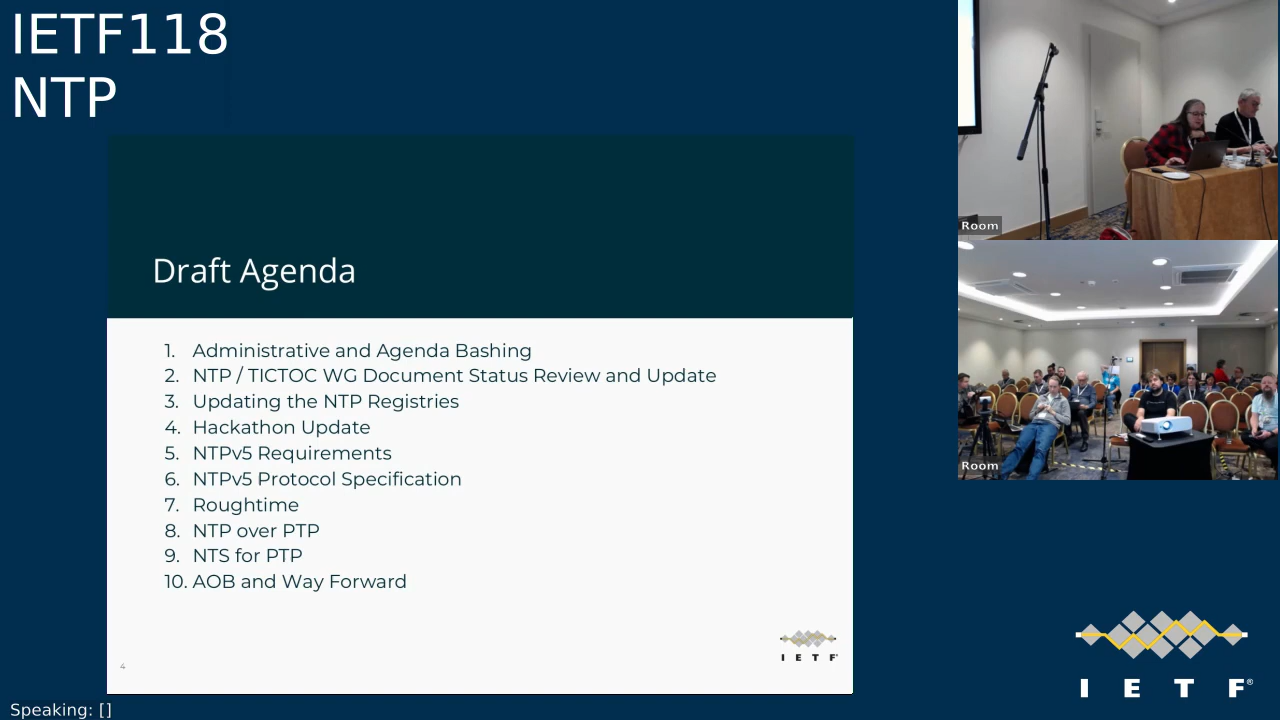 IETF118
NTP
Draft Agenda
1. Administrative and Agenda Bashing
2. NTP / TICTOC WG Document Status Review and Update
3. Updating the NTP Registries
4. Hackathon Update
5. NTPv5 Requirements
6. NTPv5 Protocol Specification
7. Roughtime
8. NTP over PTP
9. NTS for PTP
10. AOB and Way Forward
4
I E T F
Room
Room
I E T F®
Speaking: []